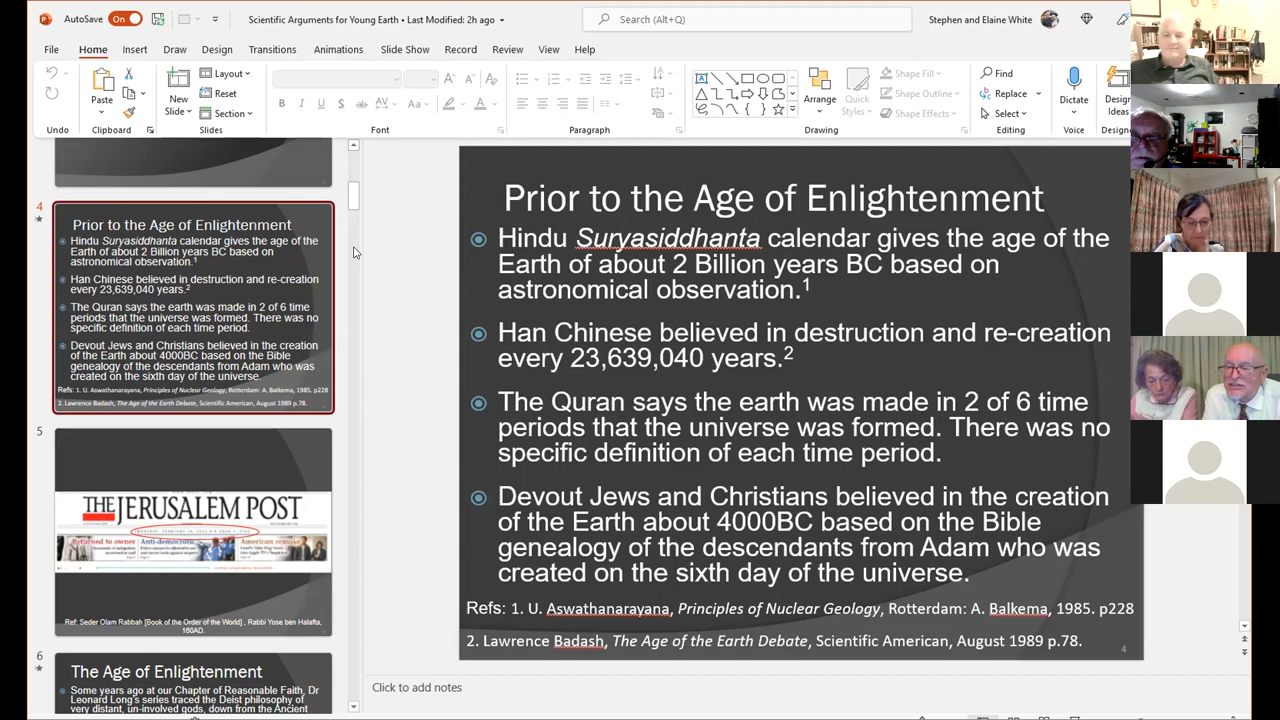 AutoSave On Scientific Arguments for Young Earth • Last Modified: 2h ago Search (Alt+Q) Stephen and Elaine White
File Home Insert Draw Design Transitions Animations Slide Show Record Review View Help
Undo
Paste
Clipboard
New
Slide
Layout
Reset
Section
Slides
B I U S AV Aa A
Font
Paragraph
Arrange
Quick
Styles
Shape Fill
Shape Outline
Shape Effects
Drawing
Find
Replace
Select
Editing
Dictate
Voice
Design
Ideas
Designe
4
Prior to the Age of Enlightenment
Hindu Suryasiddhanta calendar gives the age of the
Earth of about 2 Billion years BC based on
astronomical observation.1
Han Chinese believed in destruction and re-creation
every 23,639,040 years.2
The Quran says the earth was made in 2 of 6 time
periods that the universe was formed. There was no
specific definition of each time period.
Devout Jews and Christians believed in the creation
of the Earth about 4000BC based on the Bible
genealogy of the descendants from Adam who was
created on the sixth day of the universe.
Refs: 1. U. Aswathanarayana, Principles of Nuclear Geology, Rotterdam: A. Balkema, 1985. p228
2. Lawrence Badash, The Age of the Earth Debate, Scientific American, August 1989 p.78.
5
THE JERUSALEM POST
Returned to owner Anti-democratic American remake
Ref: Seder Olam Rabbah [Book of the Order of the World] , Rabbi Yose ben Halafta,
160AD.
6
The Age of Enlightenment
Some years ago at our Chapter of Reasonable Faith, Dr
Leonard Long's series traced the Deist philosophy of
very distant, un-involved gods, down from the Ancient
Prior to the Age of Enlightenment
Hindu Suryasiddhanta calendar gives the age of the
Earth of about 2 Billion years BC based on
astronomical observation.1
Han Chinese believed in destruction and re-creation
every 23,639,040 years.2
The Quran says the earth was made in 2 of 6 time
periods that the universe was formed. There was no
specific definition of each time period.
Devout Jews and Christians believed in the creation
of the Earth about 4000BC based on the Bible
genealogy of the descendants from Adam who was
created on the sixth day of the universe.
Refs: 1. U. Aswathanarayana, Principles of Nuclear Geology, Rotterdam: A. Balkema, 1985. p228
2. Lawrence Badash, The Age of the Earth Debate, Scientific American, August 1989 p.78.
4
Click to add notes